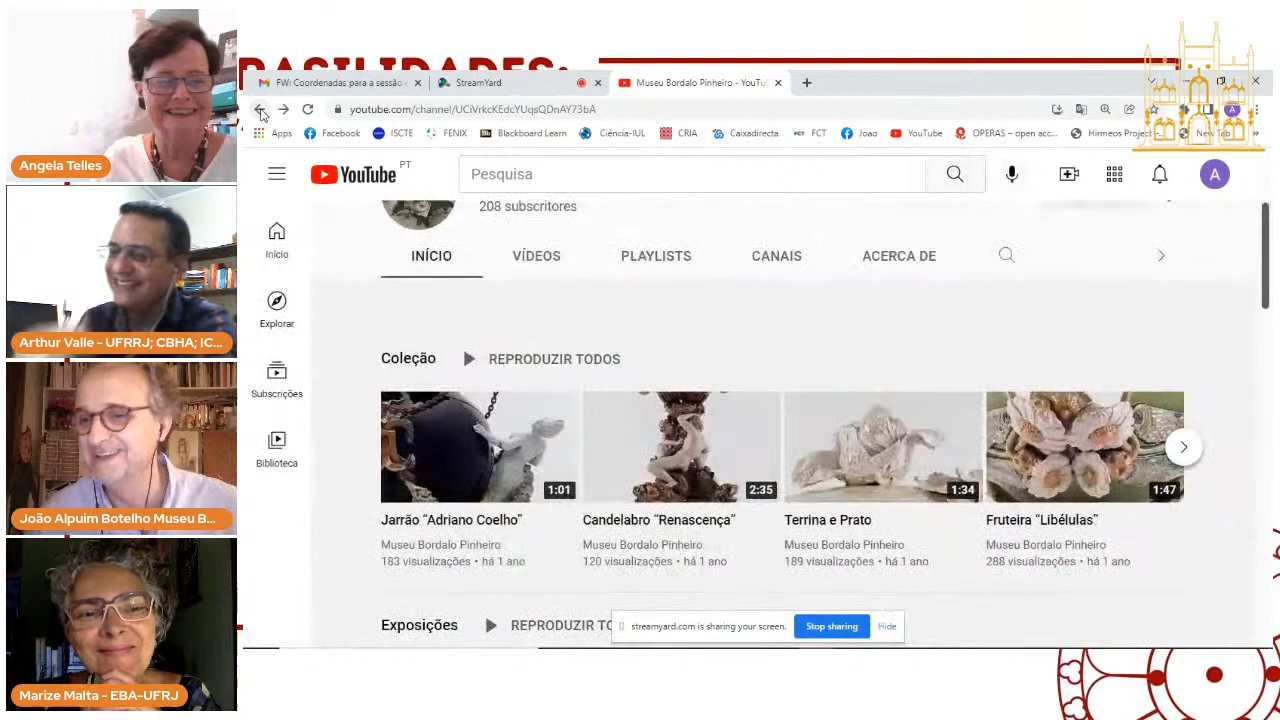 BRASILIDADES:
FW: Coordenadas para a sessão
StreamYard
Museu Bordalo Pinheiro - YouTu
youtube.com/channel/UCiVrkcKEdcYUqsQDnAY73bA
Apps
Facebook
ISCTE
FENIX
Blackboard Learn
Ciência-IUL
CRIA
Caixadirecta
FCT FCT
Joao
YouTube
OPERAS – open acc...
Hirmeos Project -...
New Tab
YouTube PT
Pesquisa
A
A
208 subscritores
INÍCIO
VÍDEOS
PLAYLISTS
CANAIS
ACERCA DE
Início
Explorar
Subscrições
Biblioteca
Coleção
REPRODUZIR TODOS
1:01
2:35
1:34
1:47
Jarrão “Adriano Coelho”
Museu Bordalo Pinheiro
183 visualizações • há 1 ano
Candelabro “Renascença”
Museu Bordalo Pinheiro
120 visualizações • há 1 ano
Terrina e Prato
Museu Bordalo Pinheiro
189 visualizações • há 1 ano
Fruteira “Libélulas”
Museu Bordalo Pinheiro
288 visualizações • há 1 ano
Exposições
REPRODUZIR TO
streamyard.com is sharing your screen.
Stop sharing
Hide
Angela Telles
Arthur Valle - UFRRJ; CBHA; IC...
João Alpuim Botelho Museu B...
Marize Malta - EBA-UFRJ